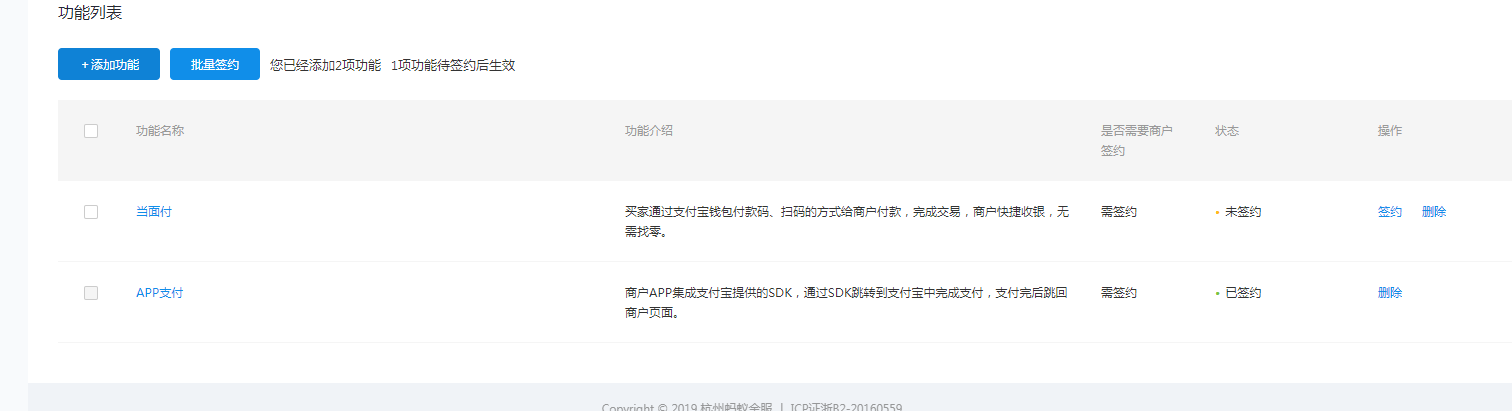 功能列表
+添加功能 批量签约 您已经添加2项功能 1项功能待签约后生效
功能名称 功能介绍 是否需要商户 状态 操作
签约
当面付 买家通过支付宝钱包付款码、扫码的方式给商户付款，完成交易，商户快捷收银，无 需签约 未签约 签约 删除
需找零。
APP支付 商户APP集成支付宝提供的SDK，通过SDK跳转到支付宝中完成支付，支付完后跳回 需签约 已签约 删除
商户页面。
Copyright © 2019 杭州蚂蚁金服 | ICP证浙B2-20160559